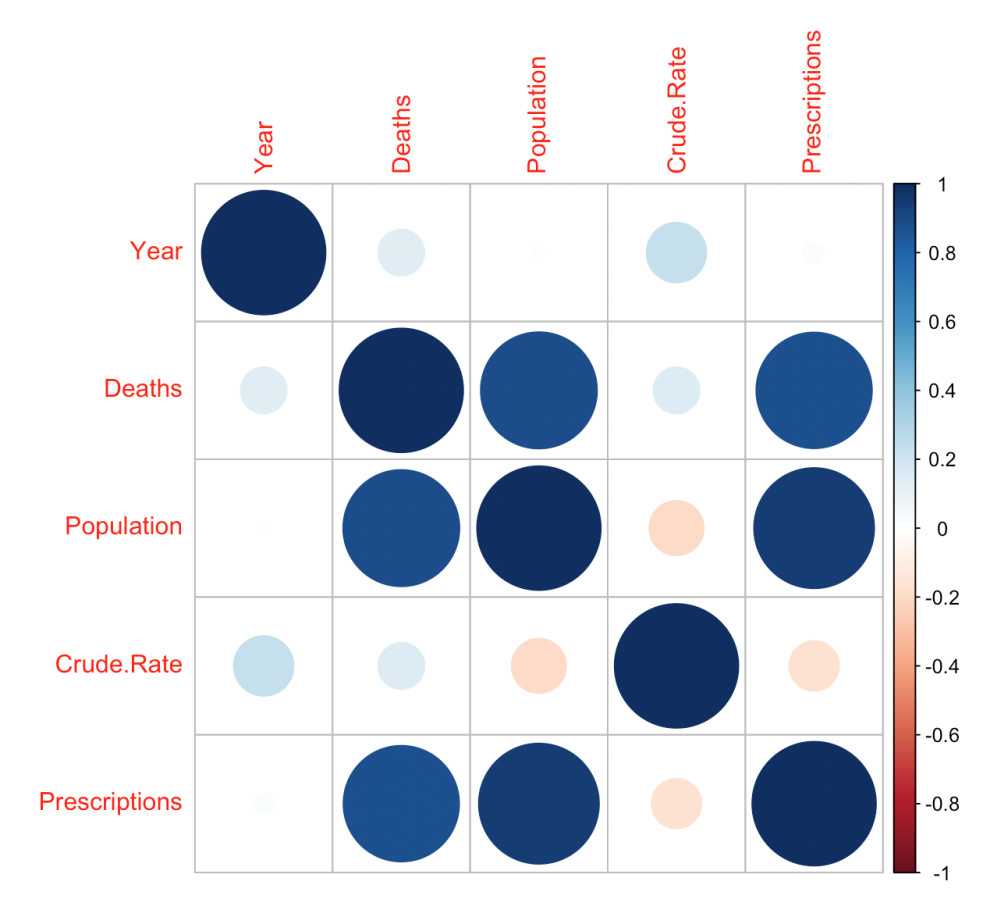 Year
Deaths
Population
Crude.Rate
Prescriptions
Year
Deaths
Population
Crude.Rate
Prescriptions
1
0.8
0.6
0.4
0.2
0
-0.2
-0.4
-0.6
-0.8
-1